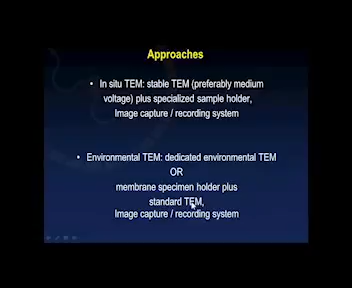 Approaches
• In situ TEM: stable TEM (preferably medium
voltage) plus specialized sample holder,
Image capture / recording system
• Environmental TEM: dedicated environmental TEM
OR
membrane specimen holder plus
standard TEM,
Image capture / recording system